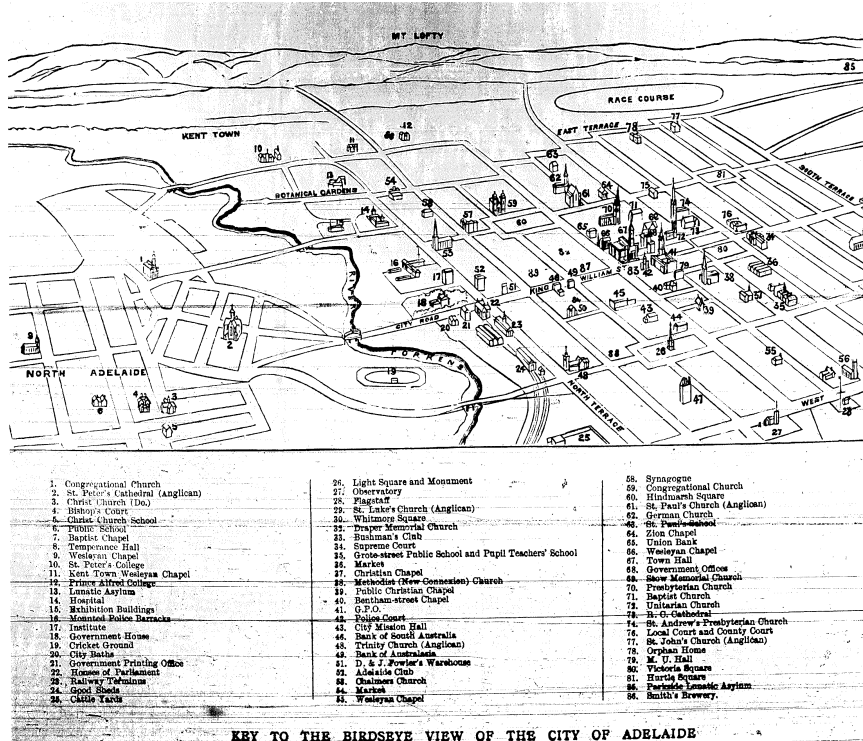 MT LOFTY
RACE COURSE
KENT TOWN
EAST TERRACE
SOUTH TERRACE
BOTANICAL GARDENS
KING WILLIAM ST
CITY ROAD
RIVER
TORRENS
NORTH ADELAIDE
NORTH TERRACE
WEST
1. Congregational Church
2. St. Peter's Cathedral (Anglican)
3. Christ Church (Do.)
4. Bishop's Court
5. Christ Church School
6. Public School
7. Baptist Chapel
8. Temperance Hall
9. Wesleyan Chapel
10. St. Peter's College
11. Kent Town Wesleyan Chapel
12. Prince Alfred College
13. Lunatic Asylum
14. Hospital
15. Exhibition Buildings
16. Mounted Police Barracks
17. Institute
18. Government House
19. Cricket Ground
20. City Baths
21. Government Printing Office
22. Houses of Parliament
23. Railway Terminus
24. Good Sheds
25. Cattle Yards
26. Light Square and Monument
27. Observatory
28. Flagstaff
29. St. Luke's Church (Anglican)
30. Whitmore Square
32. Draper Memorial Church
33. Bushman's Club
34. Supreme Court
35. Grote-street Public School and Pupil Teachers' School
36. Market
37. Christian Chapel
38. Methodist (New Connexion) Church
39. Public Christian Chapel
40. Bentham-street Chapel
41. G.P.O.
42. Police Court
43. City Mission Hall
46. Bank of South Australia
48. Trinity Church (Anglican)
49. Bank of Australasia
51. D. & J. Fowler's Warehouse
52. Adelaide Club
53. Chalmers Church
54. Market
55. Wesleyan Chapel
58. Synagogue
59. Congregational Church
60. Hindmarsh Square
61. St. Paul's Church (Anglican)
62. German Church
63. St. Paul's School
64. Zion Chapel
65. Union Bank
66. Wesleyan Chapel
67. Town Hall
68. Government Offices
69. Stow Memorial Church
70. Presbyterian Church
71. Baptist Church
72. Unitarian Church
73. R. C. Cathedral
74. St. Andrew's Presbyterian Church
76. Local Court and County Court
77. St. John's Church (Anglican)
78. Orphan Home
79. M. U. Hall
80. Victoria Square
81. Hurtle Square
85. Parkside Lunatic Asylum
86. Smith's Brewery.
KEY TO THE BIRDSEYE VIEW OF THE CITY OF ADELAIDE